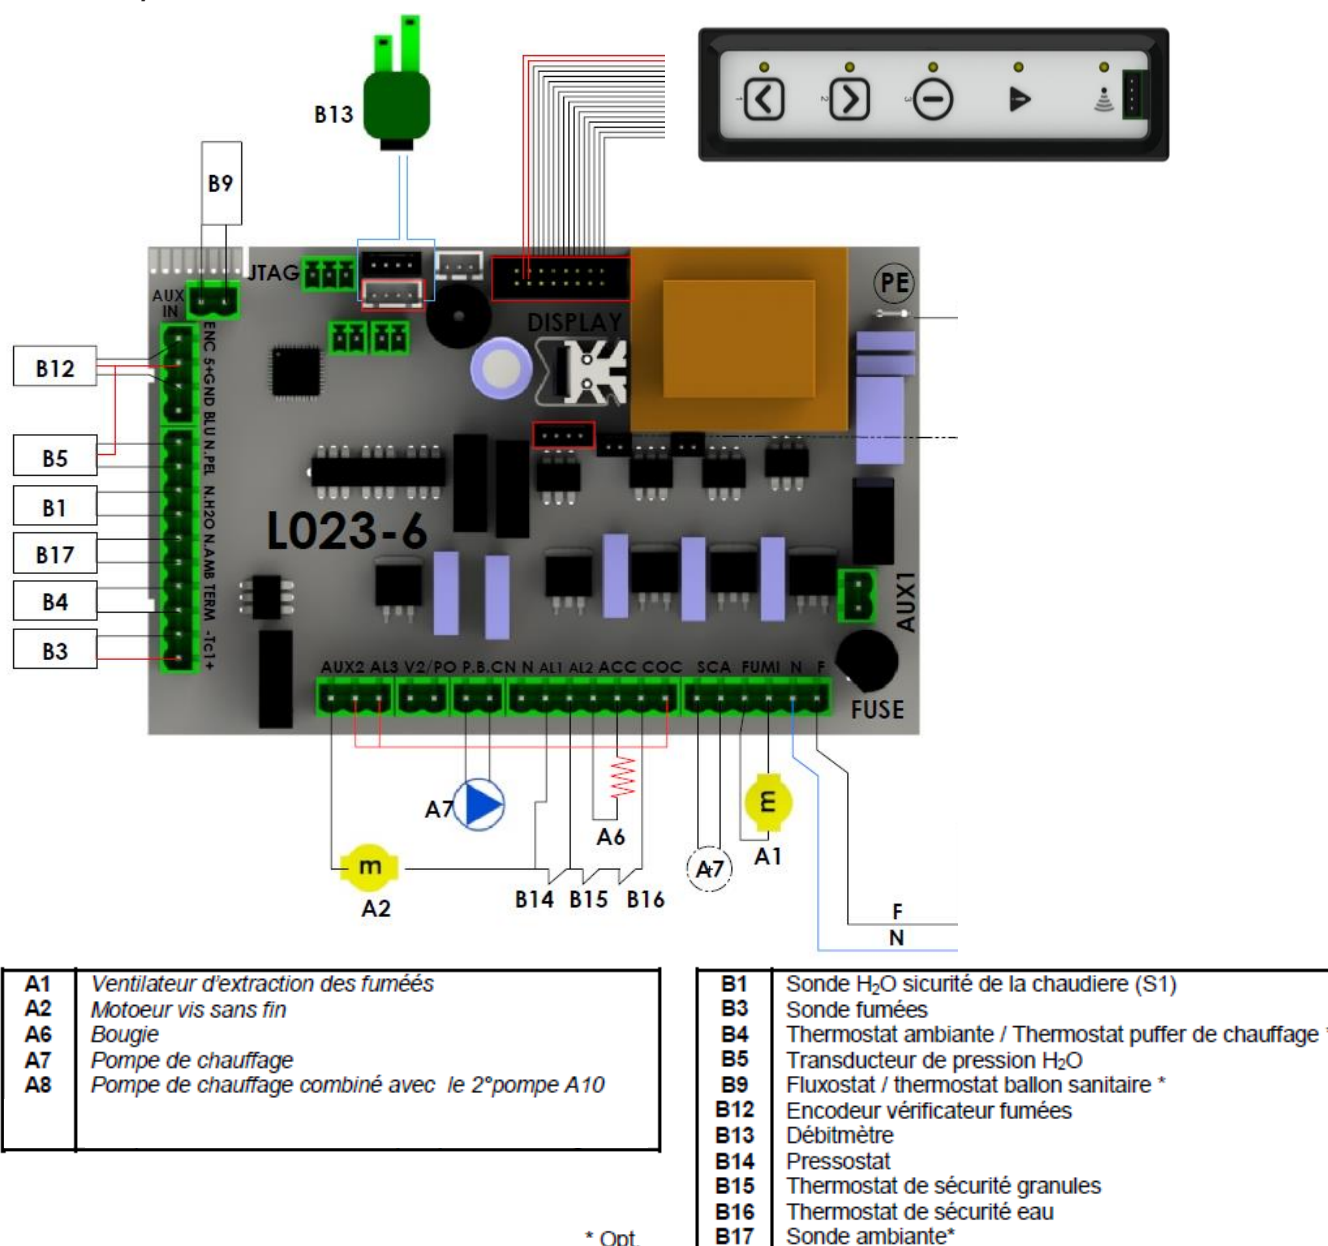 B13
1
2
3
B9
JTAG
PE
AUX
IN
DISPLAY
ENC 5+GND BLU N.PEL N.H2O N.AMB TERM -Tc1+
B12
B5
B1
B17
B4
B3
L023-6
AUX1
AUX2 AL3 V2/PO P.B.CN N AL1 AL2 ACC COC SCA FUMI N F
FUSE
A7
m
A6
m
A1
A7
m
A2
B14 B15 B16
F
N
A1 Ventilateur d'extraction des fuméés
A2 Motoeur vis sans fin
A6 Bougie
A7 Pompe de chauffage
A8 Pompe de chauffage combiné avec le 2°pompe A10
* Opt.
B1 Sonde H2O sicurité de la chaudiere (S1)
B3 Sonde fumées
B4 Thermostat ambiante / Thermostat puffer de chauffage *
B5 Transducteur de pression H2O
B9 Fluxostat / thermostat ballon sanitaire *
B12 Encodeur vérificateur fumées
B13 Débitmètre
B14 Pressostat
B15 Thermostat de sécurité granules
B16 Thermostat de sécurité eau
B17 Sonde ambiante*